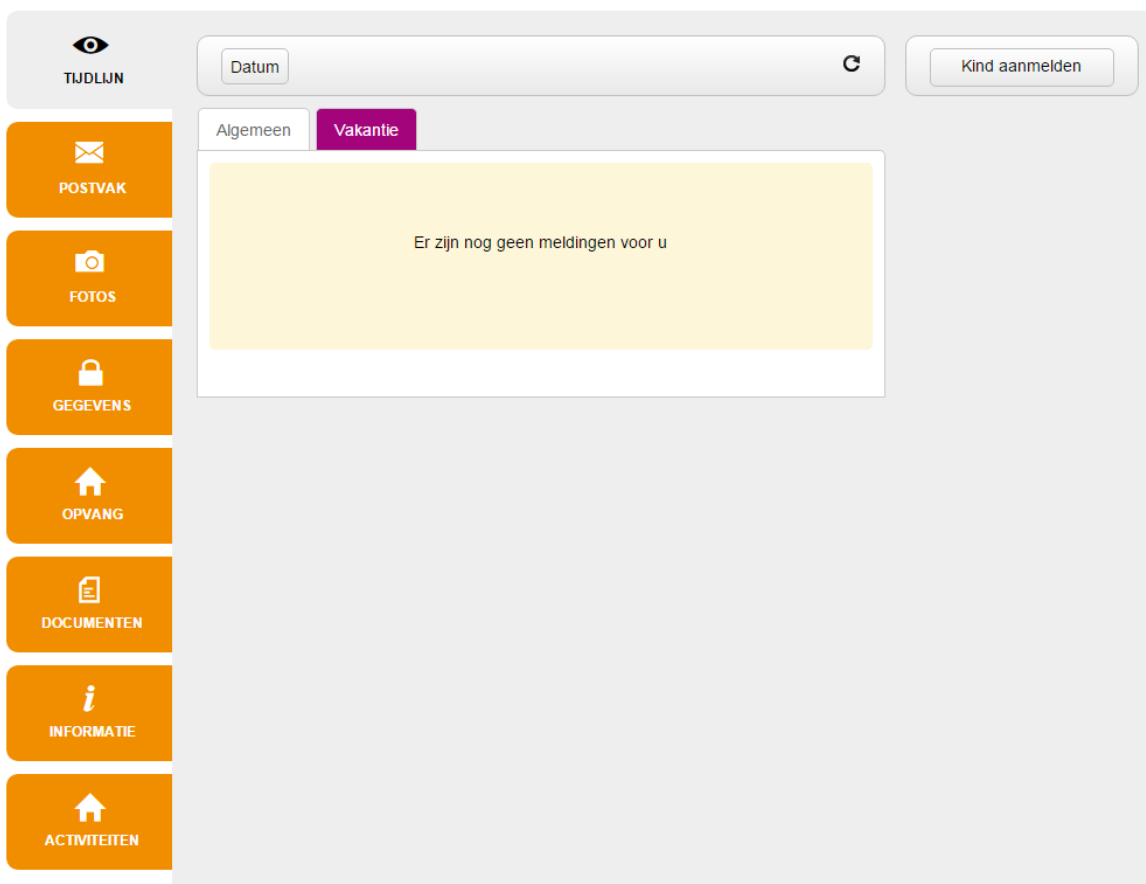 TIJDLIJN
POSTVAK
FOTOS
GEGEVENS
OPVANG
DOCUMENTEN
INFORMATIE
ACTIVITEITEN
Datum
Kind aanmelden
Algemeen
Vakantie
Er zijn nog geen meldingen voor u